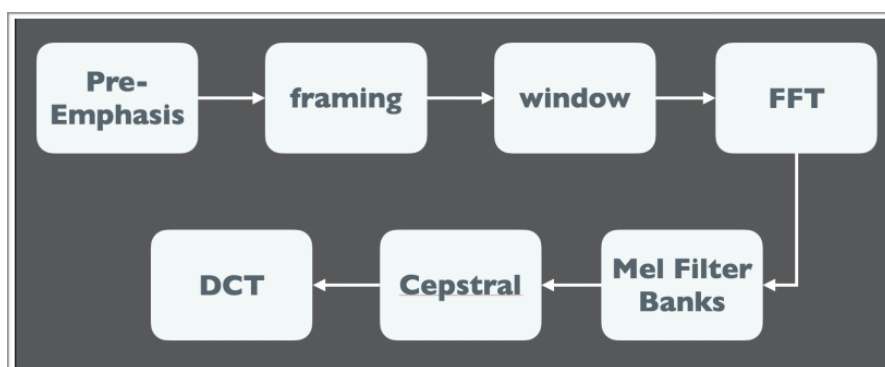 Pre-
Emphasis
framing
window
FFT
Mel Filter
Banks
Cepstral
DCT